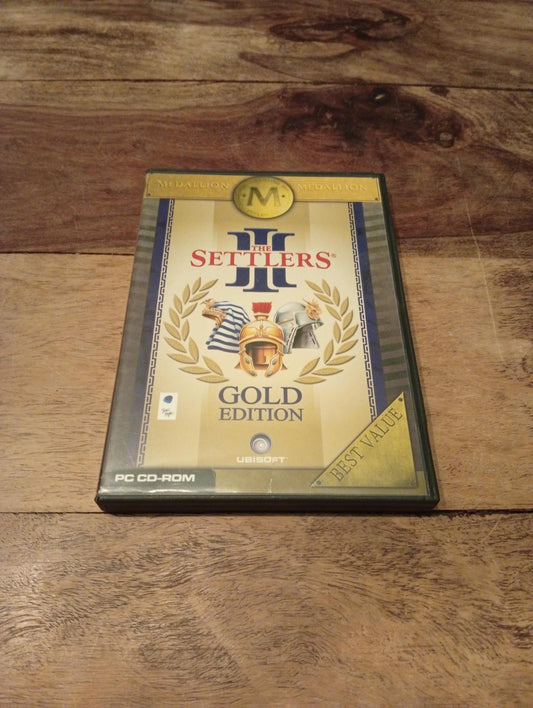 MEDALLION M MEDALLION
III
THE
SETTLERS®
GOLD
EDITION
BEST VALUE
UBISOFT
PC CD-ROM